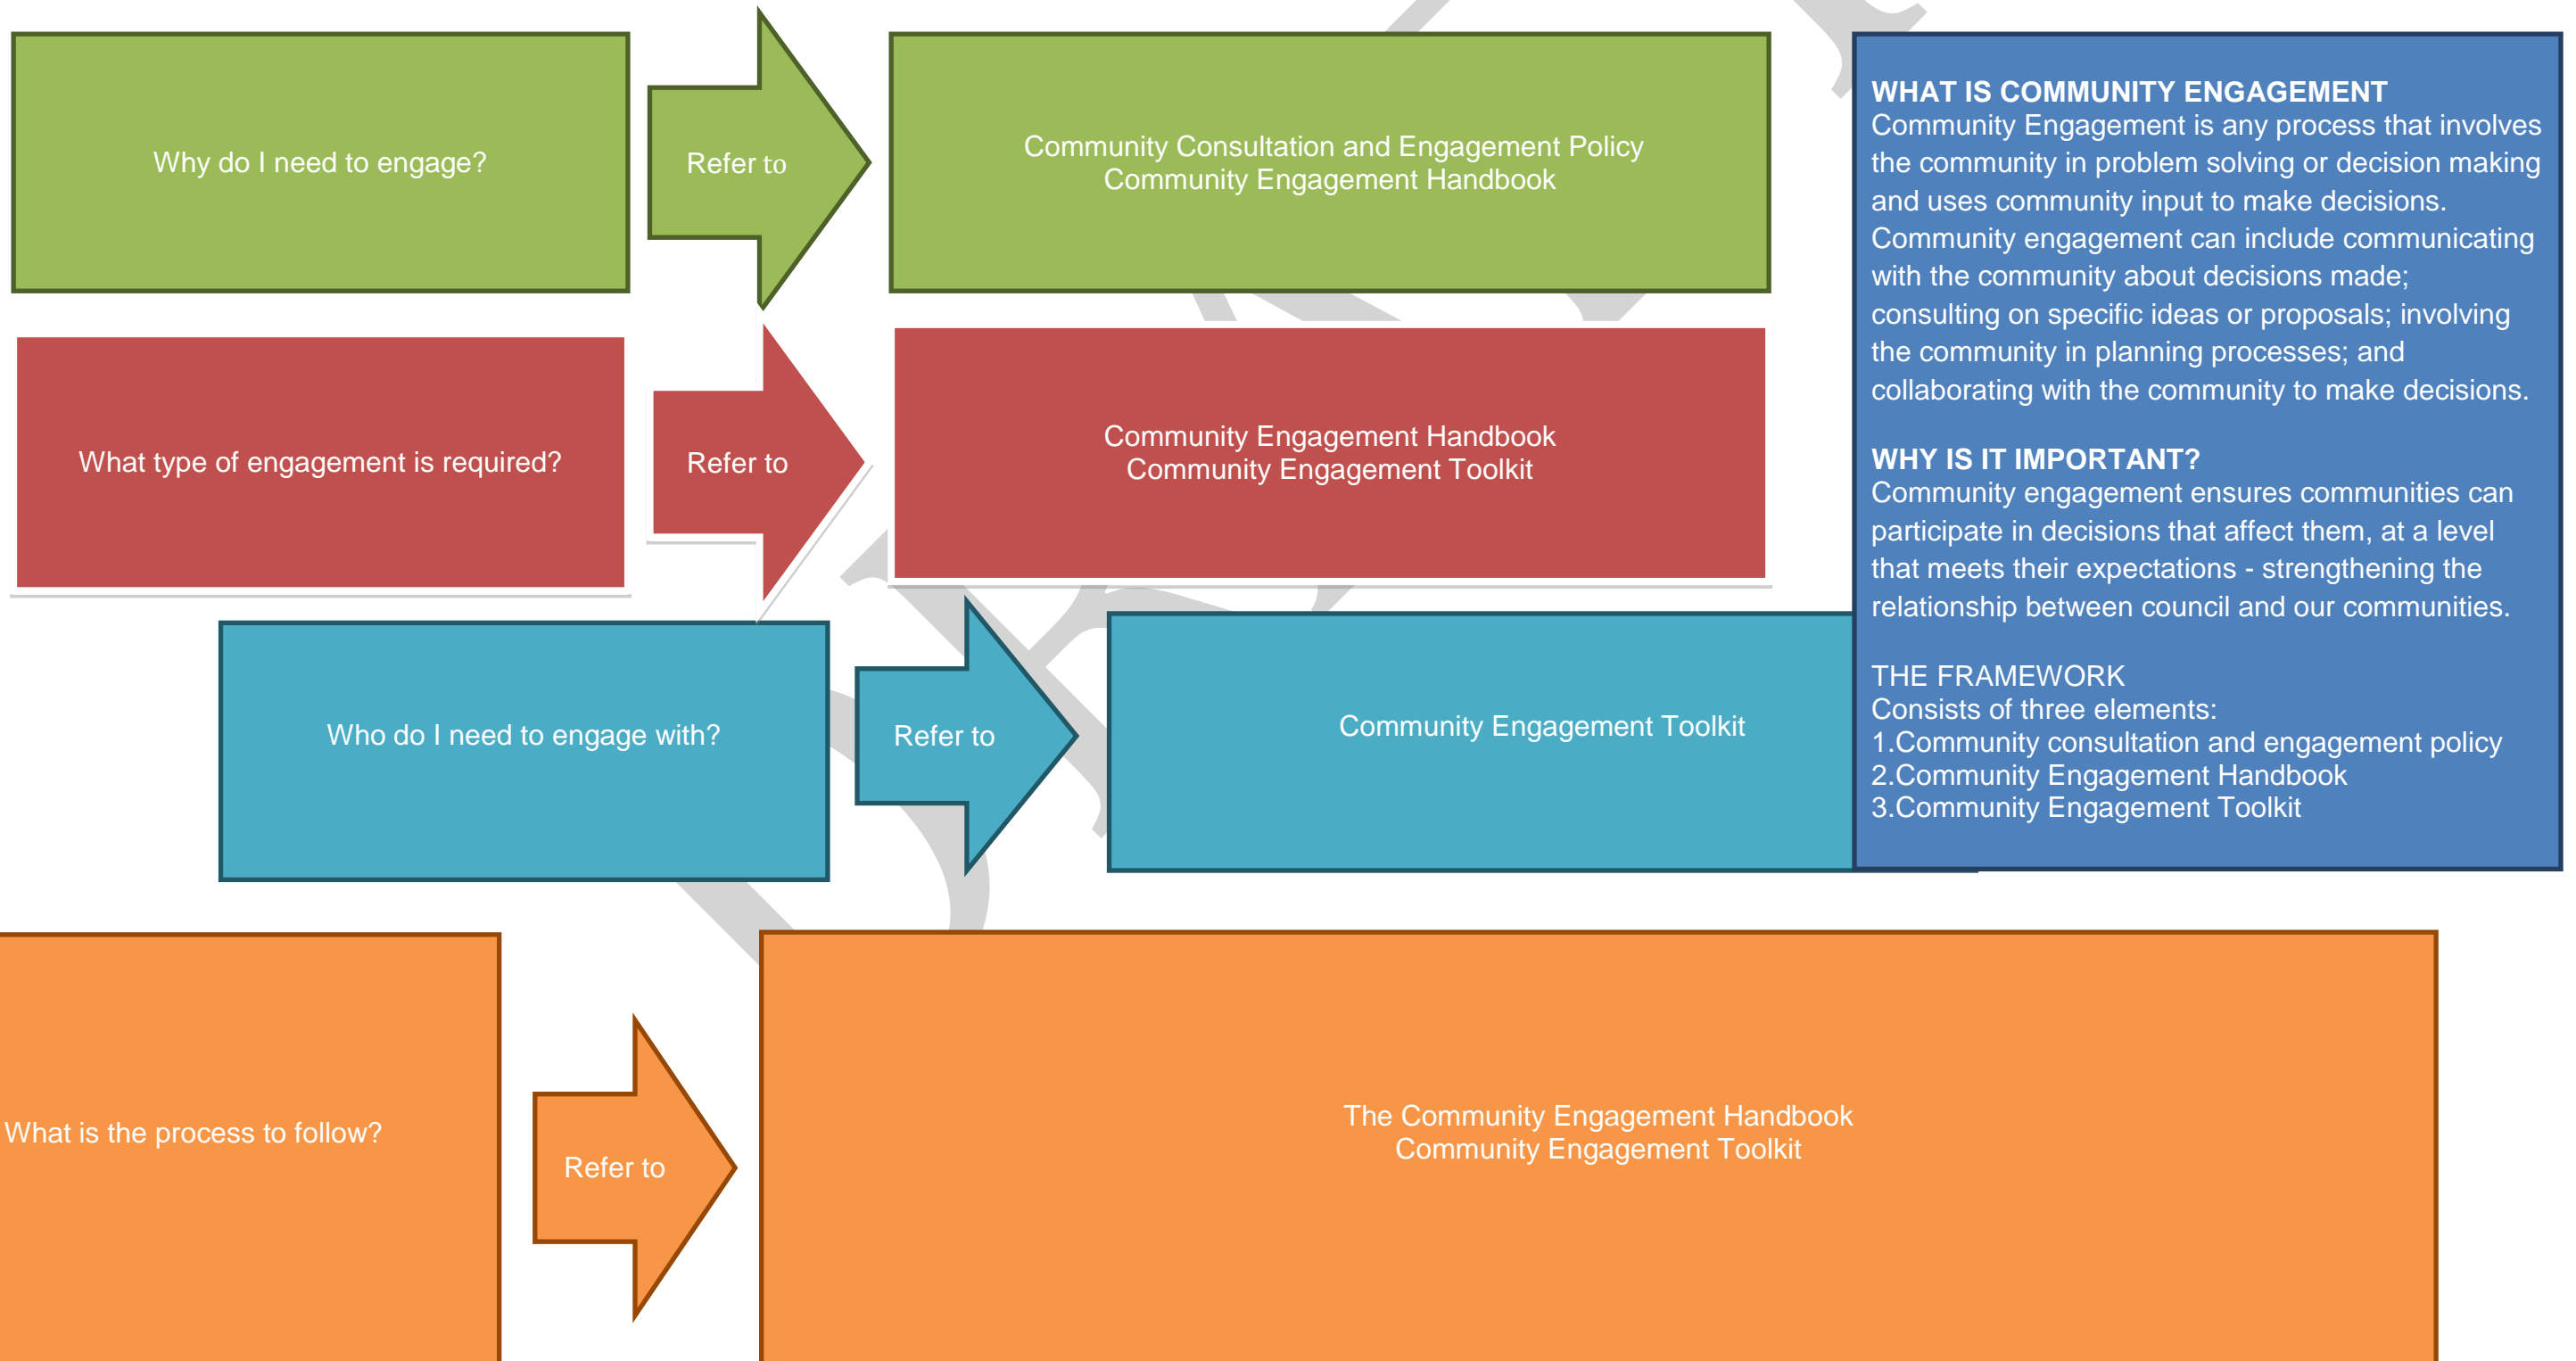 Why do I need to engage?
Refer to
Community Consultation and Engagement Policy
Community Engagement Handbook
What type of engagement is required?
Refer to
Community Engagement Handbook
Community Engagement Toolkit
Who do I need to engage with?
Refer to
Community Engagement Toolkit
What is the process to follow?
Refer to
The Community Engagement Handbook
Community Engagement Toolkit
WHAT IS COMMUNITY ENGAGEMENT
Community Engagement is any process that involves
the community in problem solving or decision making
and uses community input to make decisions.
Community engagement can include communicating
with the community about decisions made;
consulting on specific ideas or proposals; involving
the community in planning processes; and
collaborating with the community to make decisions.
WHY IS IT IMPORTANT?
Community engagement ensures communities can
participate in decisions that affect them, at a level
that meets their expectations - strengthening the
relationship between council and our communities.
THE FRAMEWORK
Consists of three elements:
1.Community consultation and engagement policy
2.Community Engagement Handbook
3.Community Engagement Toolkit